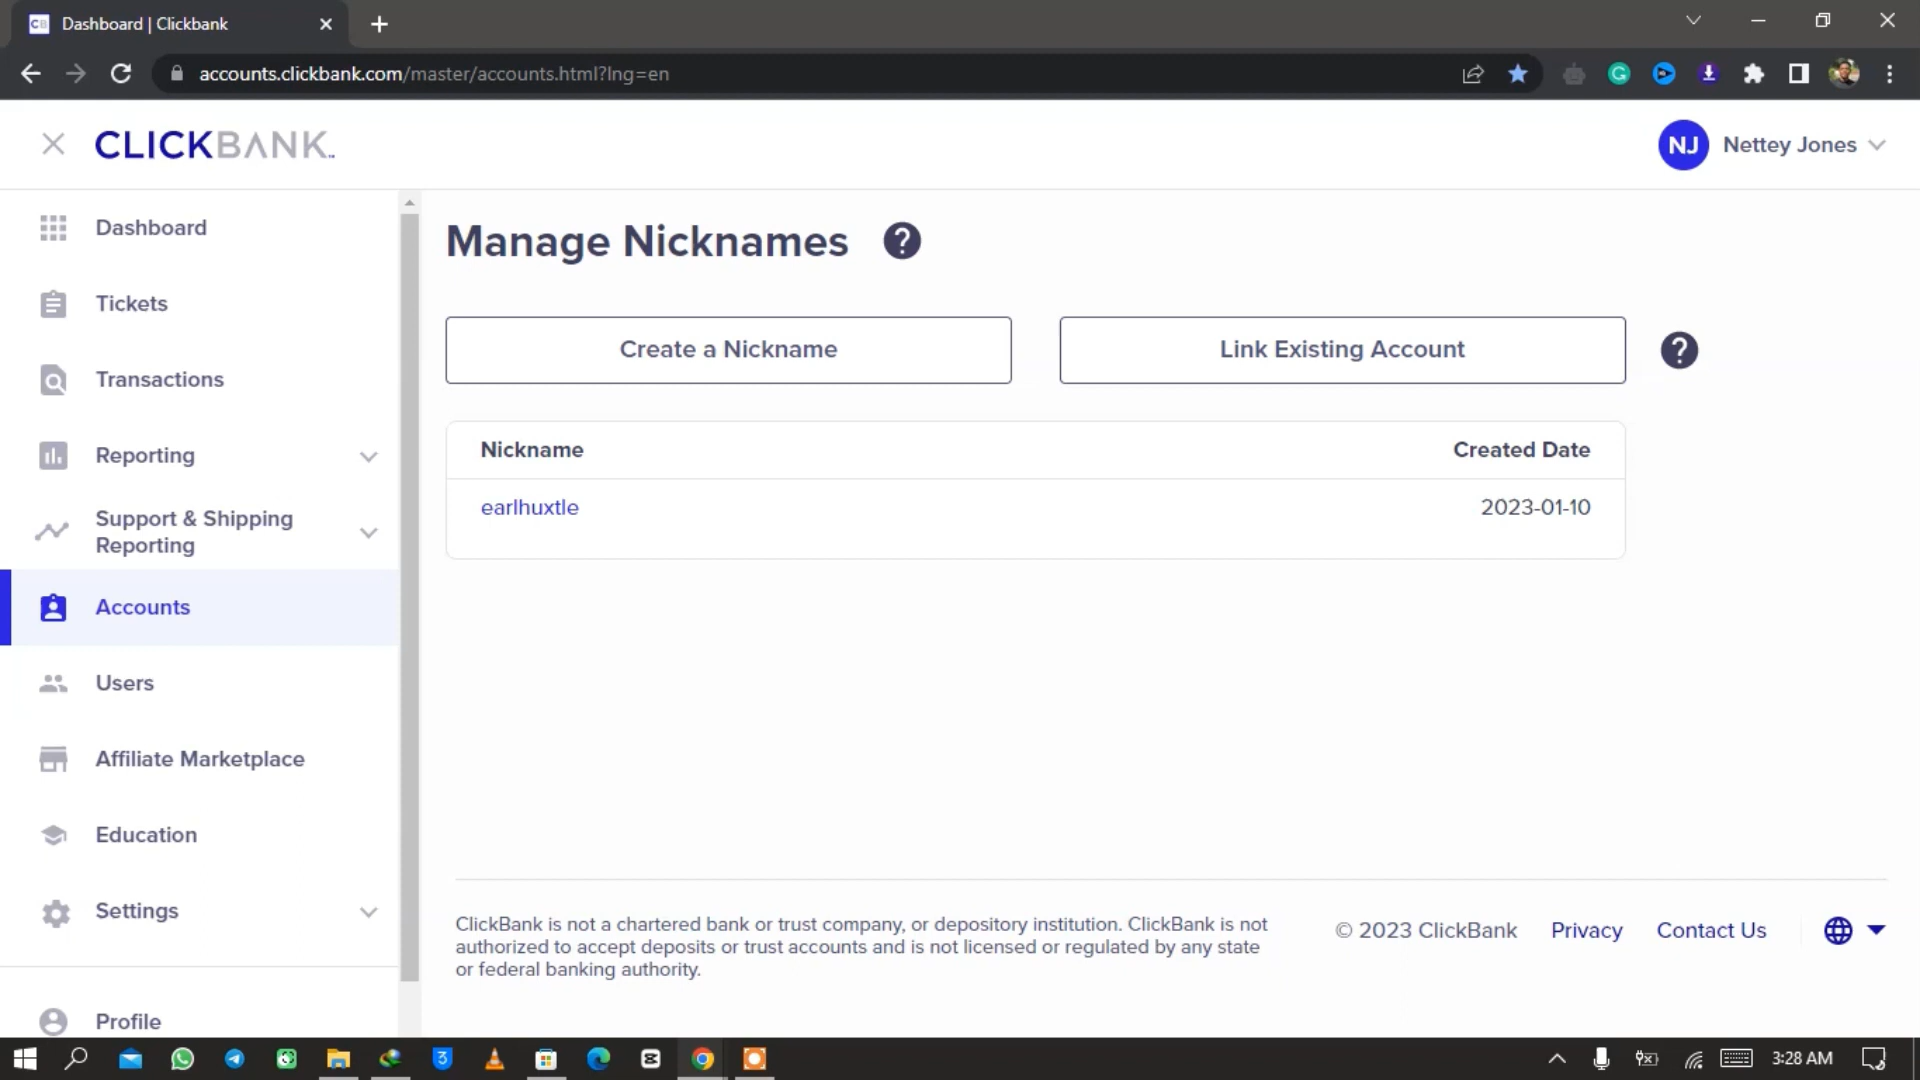 Dashboard | Clickbank
accounts.clickbank.com/master/accounts.html?lng=en
CLICKBANK™
NJ
Nettey Jones
Dashboard
Tickets
Transactions
Reporting
Support & Shipping
Reporting
Accounts
Users
Affiliate Marketplace
Education
Settings
Profile
Manage Nicknames
?
Create a Nickname
Link Existing Account
?
Nickname
Created Date
earlhuxtle
2023-01-10
ClickBank is not a chartered bank or trust company, or depository institution. ClickBank is not
authorized to accept deposits or trust accounts and is not licensed or regulated by any state
or federal banking authority.
© 2023 ClickBank
Privacy
Contact Us
3:28 AM